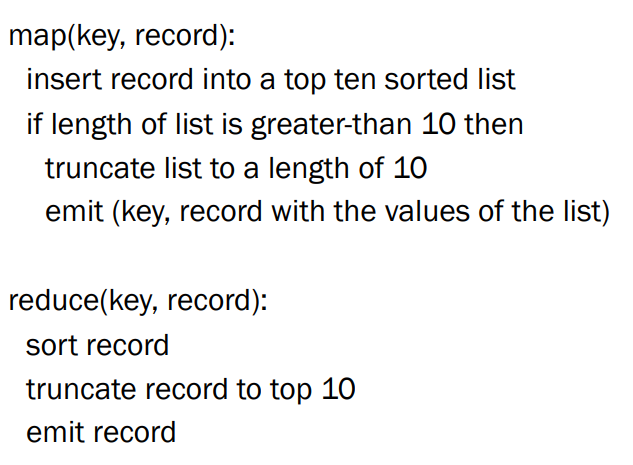 map(key, record):
insert record into a top ten sorted list
if length of list is greater-than 10 then
truncate list to a length of 10
emit (key, record with the values of the list)
reduce(key, record):
sort record
truncate record to top 10
emit record